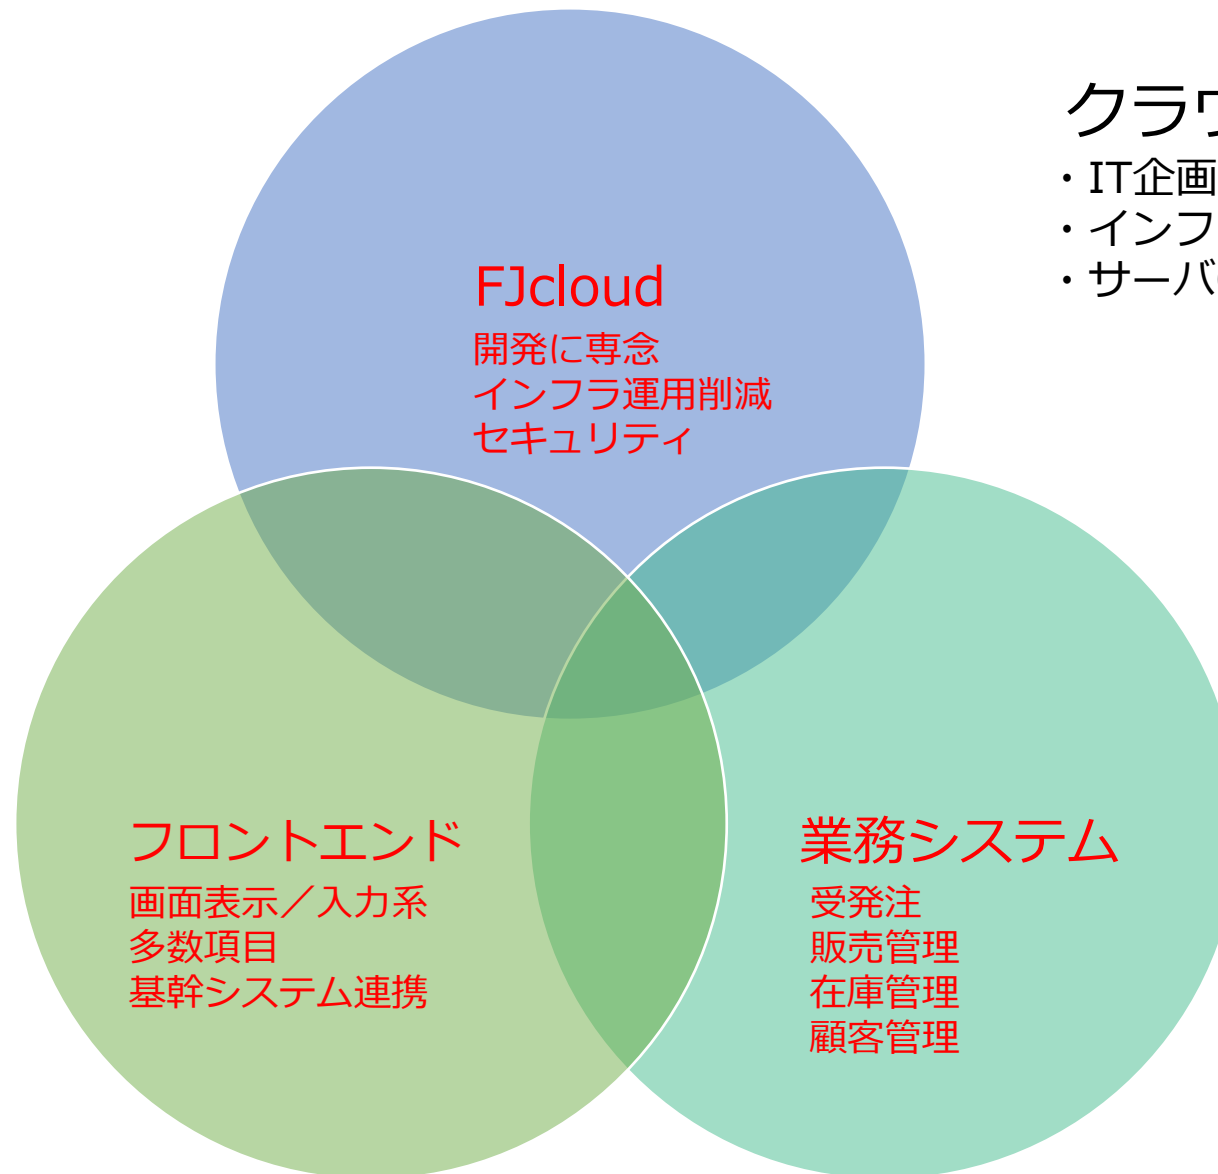 クラウ
・IT企画
・インフ
・サーバ
FJcloud
開発に専念
インフラ運用削減
セキュリティ
フロントエンド
画面表示／入力系
多数項目
基幹システム連携
業務システム
受発注
販売管理
在庫管理
顧客管理